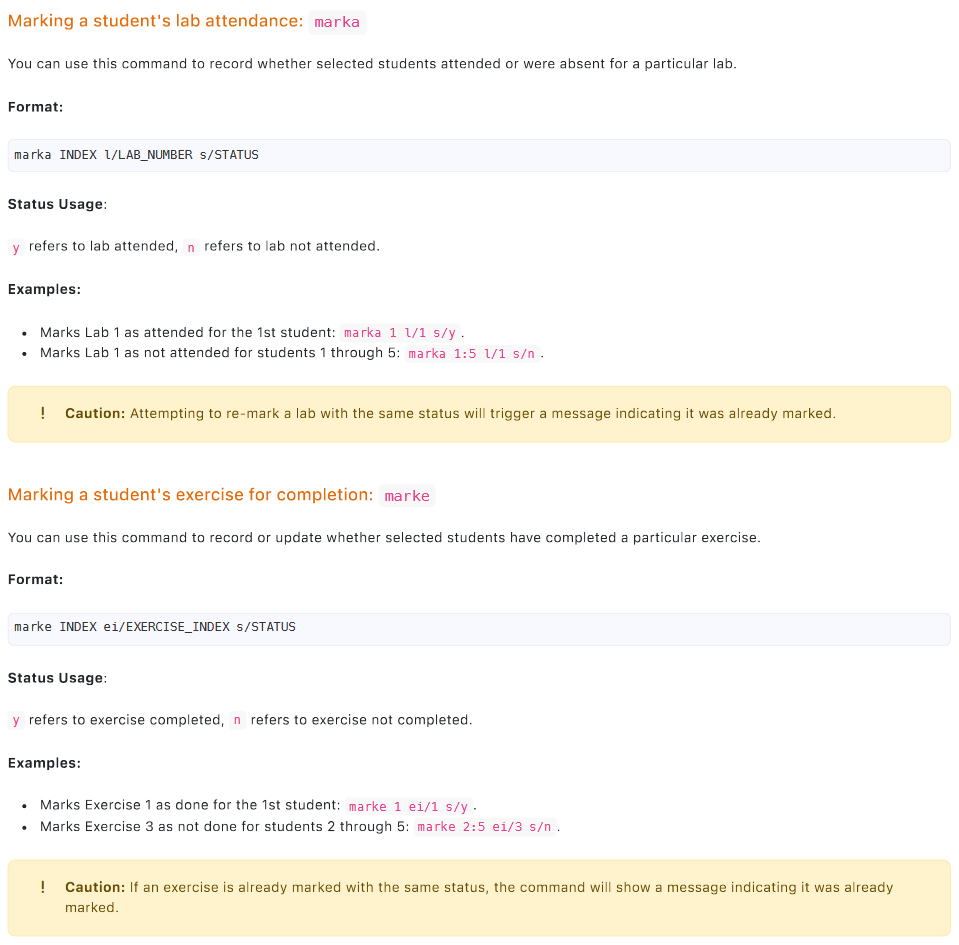 Marking a student's lab attendance: marka
You can use this command to record whether selected students attended or were absent for a particular lab.
Format:
marka INDEX l/LAB_NUMBER s/STATUS
Status Usage:
y refers to lab attended, n refers to lab not attended.
Examples:
• Marks Lab 1 as attended for the 1st student: marka 1 l/1 s/y .
• Marks Lab 1 as not attended for students 1 through 5: marka 1:5 l/1 s/n .
! Caution: Attempting to re-mark a lab with the same status will trigger a message indicating it was already marked.
Marking a student's exercise for completion: marke
You can use this command to record or update whether selected students have completed a particular exercise.
Format:
marke INDEX ei/EXERCISE_INDEX s/STATUS
Status Usage:
y refers to exercise completed, n refers to exercise not completed.
Examples:
• Marks Exercise 1 as done for the 1st student: marke 1 ei/1 s/y .
• Marks Exercise 3 as not done for students 2 through 5: marke 2:5 ei/3 s/n .
! Caution: If an exercise is already marked with the same status, the command will show a message indicating it was already
marked.